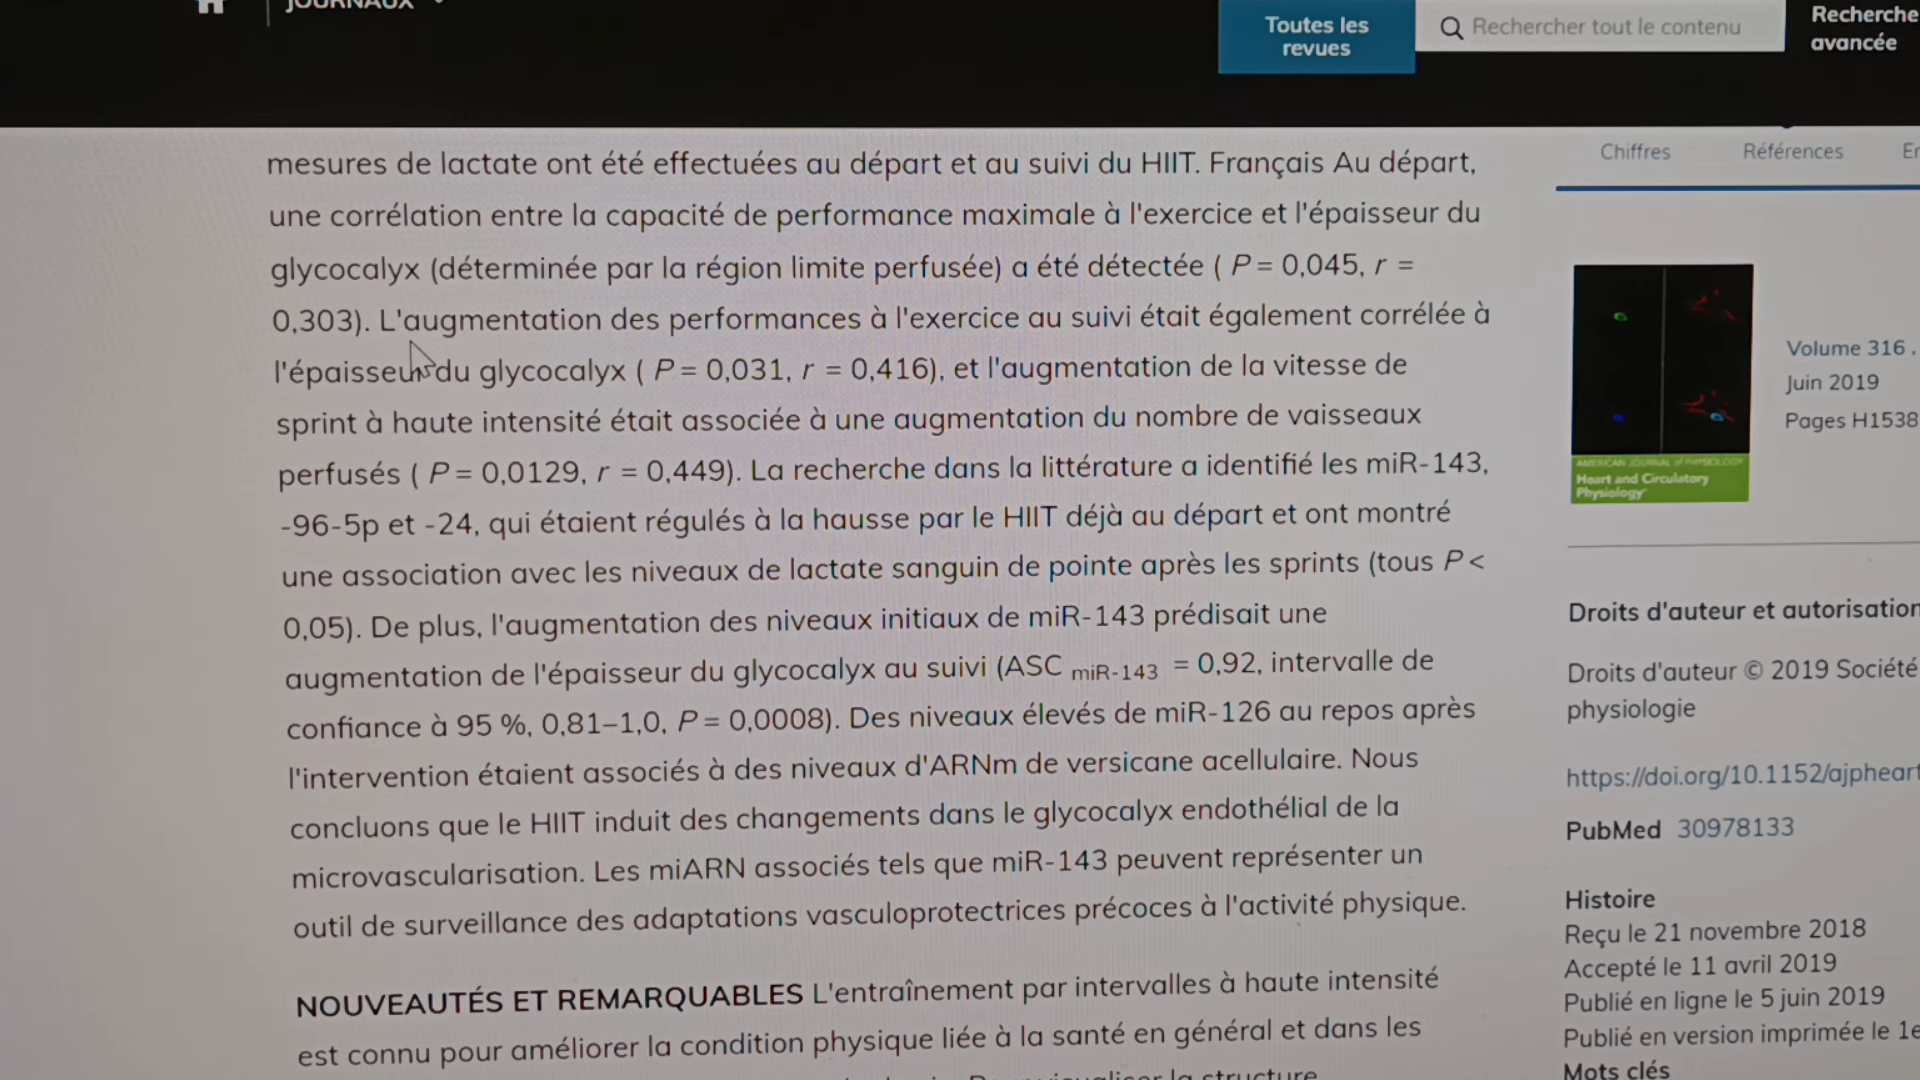 JOURNAUX
Toutes les
revues
Rechercher tout le contenu
Recherche
avancée
mesures de lactate ont été effectuées au départ et au suivi du HIIT. Français Au départ,
une corrélation entre la capacité de performance maximale à l'exercice et l'épaisseur du
glycocalyx (déterminée par la région limite perfusée) a été détectée ( P = 0,045, r =
0,303). L'augmentation des performances à l'exercice au suivi était également corrélée à
l'épaisseur du glycocalyx ( P = 0,031, r = 0,416), et l'augmentation de la vitesse de
sprint à haute intensité était associée à une augmentation du nombre de vaisseaux
perfusés ( P = 0,0129, r = 0,449). La recherche dans la littérature a identifié les miR-143,
-96-5p et -24, qui étaient régulés à la hausse par le HIIT déjà au départ et ont montré
une association avec les niveaux de lactate sanguin de pointe après les sprints (tous P <
0,05). De plus, l'augmentation des niveaux initiaux de miR-143 prédisait une
augmentation de l'épaisseur du glycocalyx au suivi (ASC miR-143 = 0,92, intervalle de
confiance à 95 %, 0,81–1,0, P = 0,0008). Des niveaux élevés de miR-126 au repos après
l'intervention étaient associés à des niveaux d'ARNm de versicane acellulaire. Nous
concluons que le HIIT induit des changements dans le glycocalyx endothélial de la
microvascularisation. Les miARN associés tels que miR-143 peuvent représenter un
outil de surveillance des adaptations vasculoprotectrices précoces à l'activité physique.
NOUVEAUTÉS ET REMARQUABLES L'entraînement par intervalles à haute intensité
est connu pour améliorer la condition physique liée à la santé en général et dans les
la structure
Chiffres Références
AMERICAN JOURNAL of PHYSIOLOGY
Heart and Circulatory
Physiology
Volume 316 ,
Juin 2019
Pages H1538
Droits d'auteur et autorisation
Droits d'auteur © 2019 Société
physiologie
https://doi.org/10.1152/ajpheart
PubMed 30978133
Histoire
Reçu le 21 novembre 2018
Accepté le 11 avril 2019
Publié en ligne le 5 juin 2019
Publié en version imprimée le 1e
Mots clés